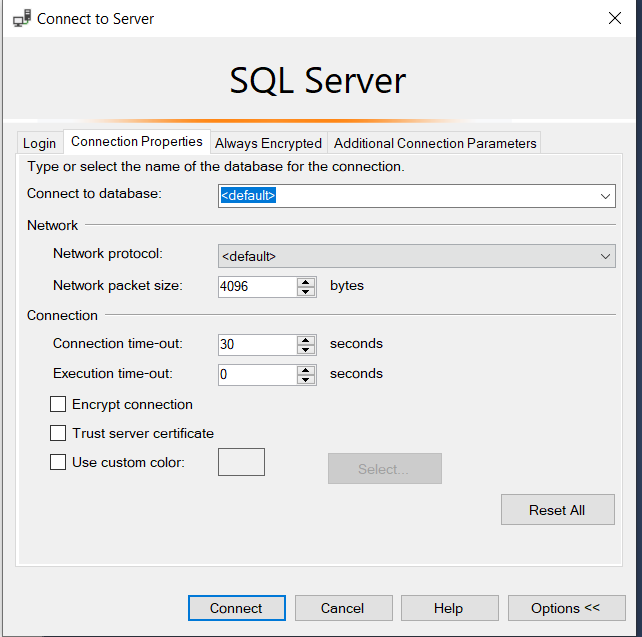 Connect to Server
SQL Server
Login Connection Properties Always Encrypted Additional Connection Parameters
Type or select the name of the database for the connection.
Connect to database: <default>
Network
Network protocol: <default>
Network packet size: 4096 bytes
Connection
Connection time-out: 30 seconds
Execution time-out: 0 seconds
Encrypt connection
Trust server certificate
Use custom color: Select...
Reset All
Connect Cancel Help Options <<